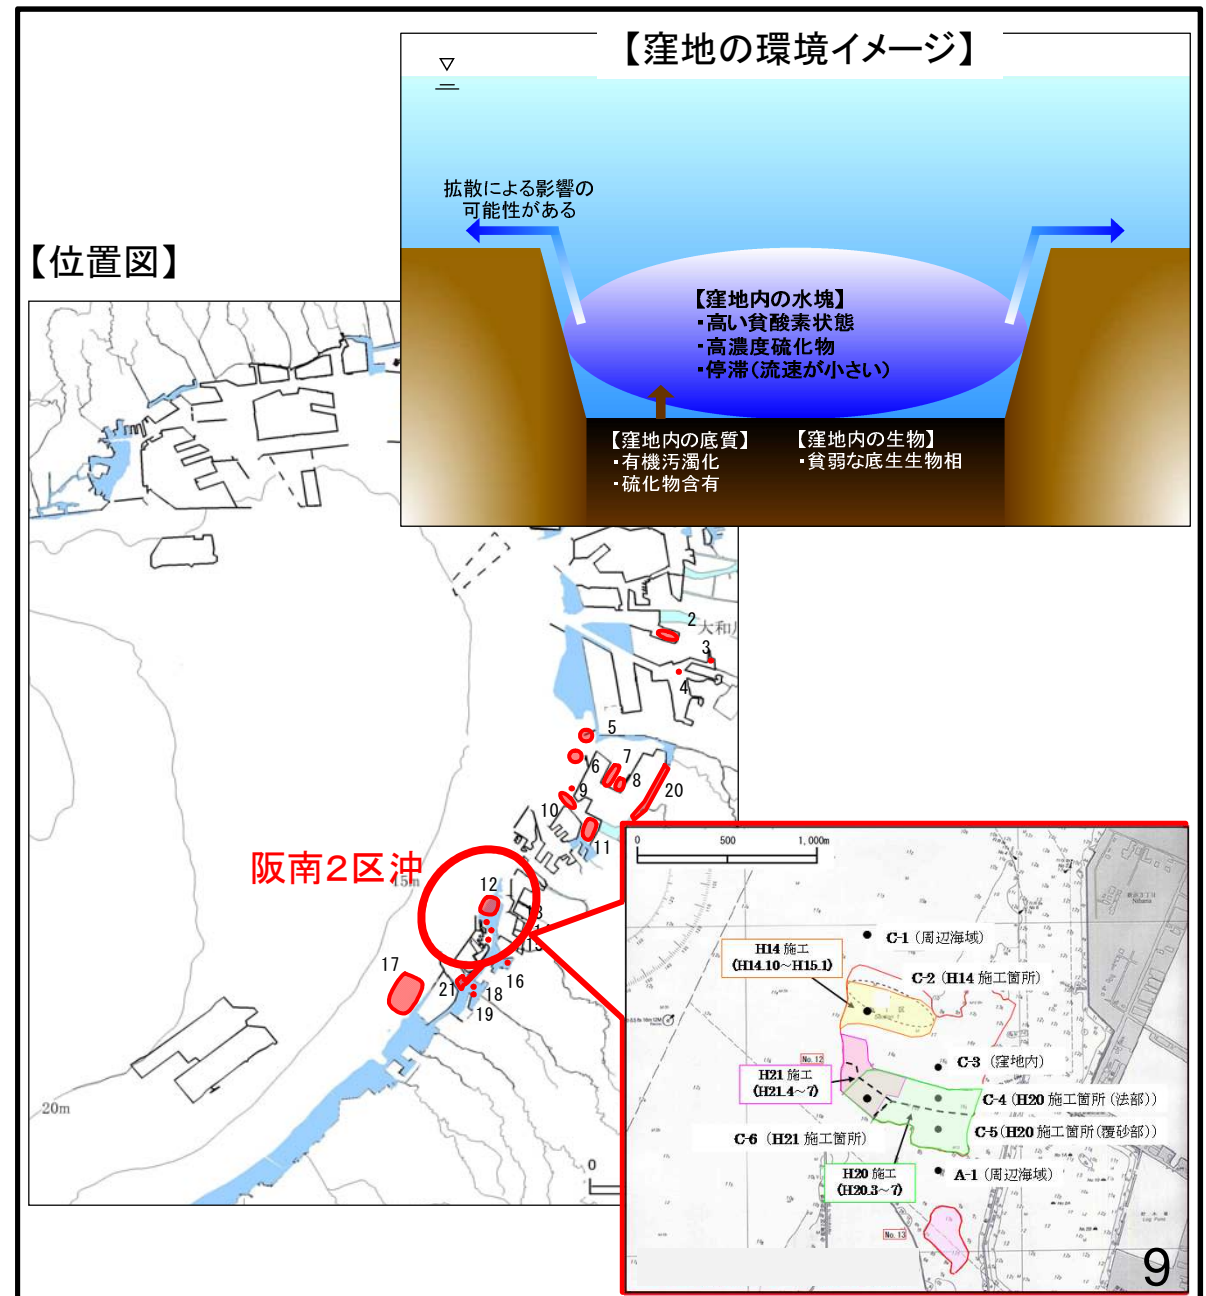 【窪地の環境イメージ】
拡散による影響の
可能性がある
【窪地内の水塊】
・高い貧酸素状態
・高濃度硫化物
・停滞(流速が小さい)
【窪地内の底質】
・有機汚濁化
・硫化物含有
【窪地内の生物】
・貧弱な底生生物相
【位置図】
2
大和川
3
4
5
6
7
8
9
10
11
20
阪南2区沖
15m
12
13
15
16
17
21
18
19
20m
0
0 500 1,000m
C-1 (周辺海域)
H14 施工
(H14.10~H15.1)
C-2 (H14 施工箇所)
No.12
C-3 (窪地内)
H21 施工
(H21.4~7)
C-4 (H20 施工箇所 (法部))
C-5 (H20 施工箇所(覆砂部))
C-6 (H21 施工箇所)
H20 施工
(H20.3~7)
A-1 (周辺海域)
No.13
9